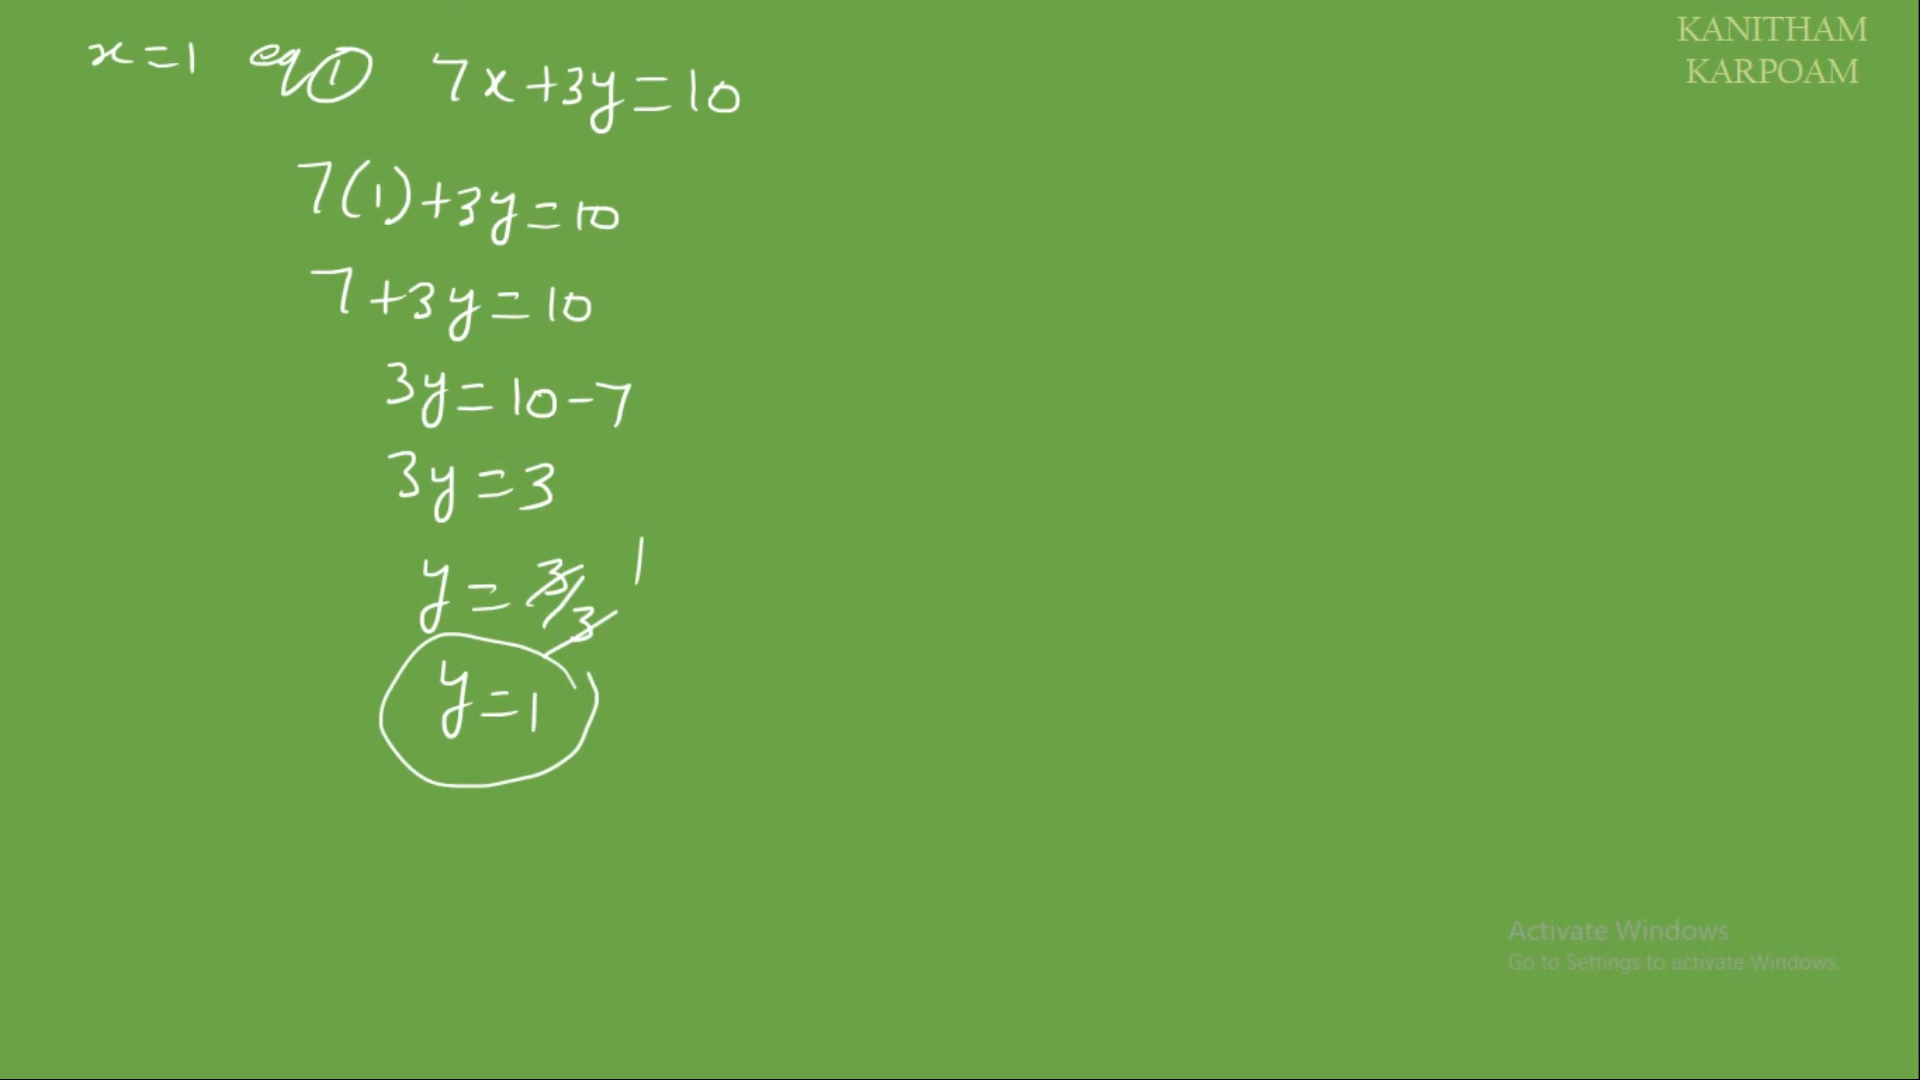 KANITHAM
KARPOAM
x=1 eq① 7x+3y=10
7(1)+3y=10
7+3y=10
3y=10-7
3y=3
y=3/3 1
y=1
Activate Windows
Go to Settings to activate Windows.